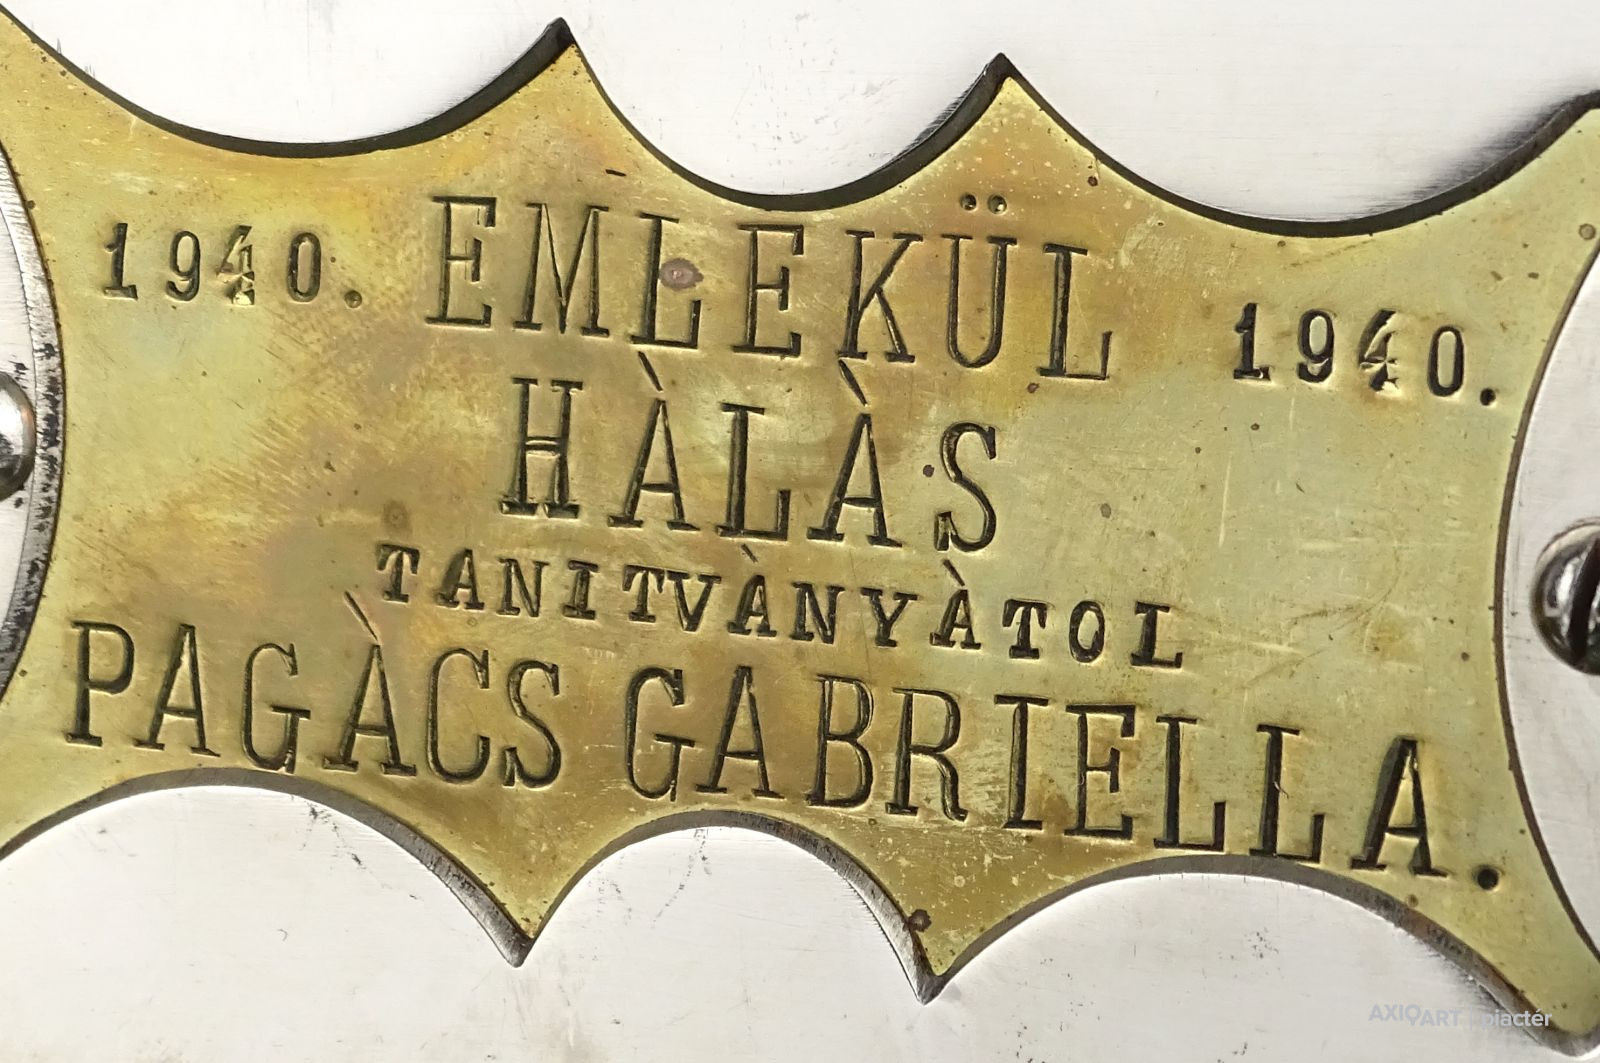 1940. EMLEKÜL 1940.
HÀLÀS
TANITVÀNYÀTOL
PAGÀCS GABRIELLA.
AXIOART piactér